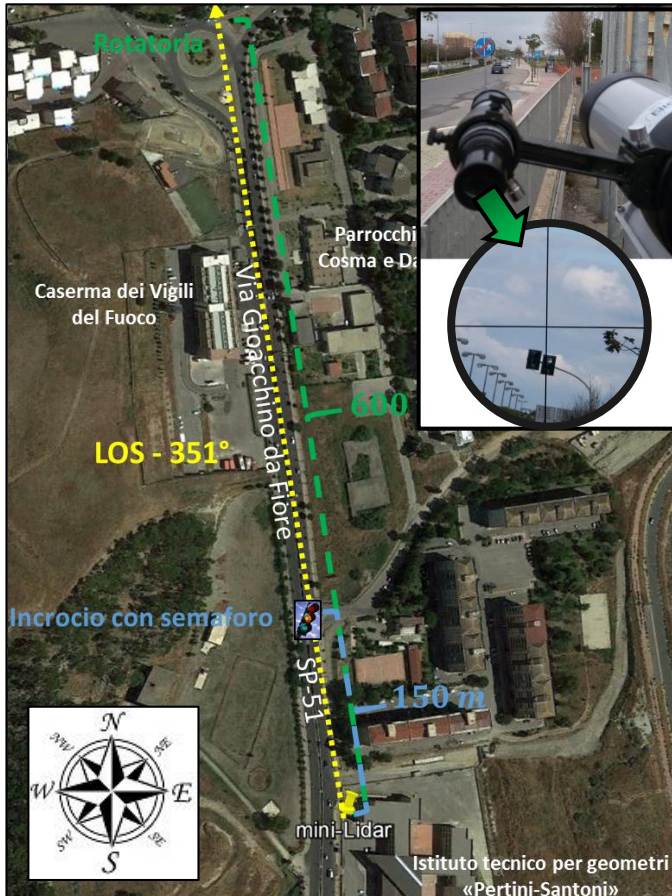 Rotatoria
Parrocchi
Cosma e Da
Caserma dei Vigili
del Fuoco
Via Gioacchino da Fiore
600
LOS - 351°
Incrocio con semaforo
SP-51
150 m
N
NW
NE
W
E
SW
SE
S
mini-Lidar
Istituto tecnico per geometri
«Pertini-Santoni»